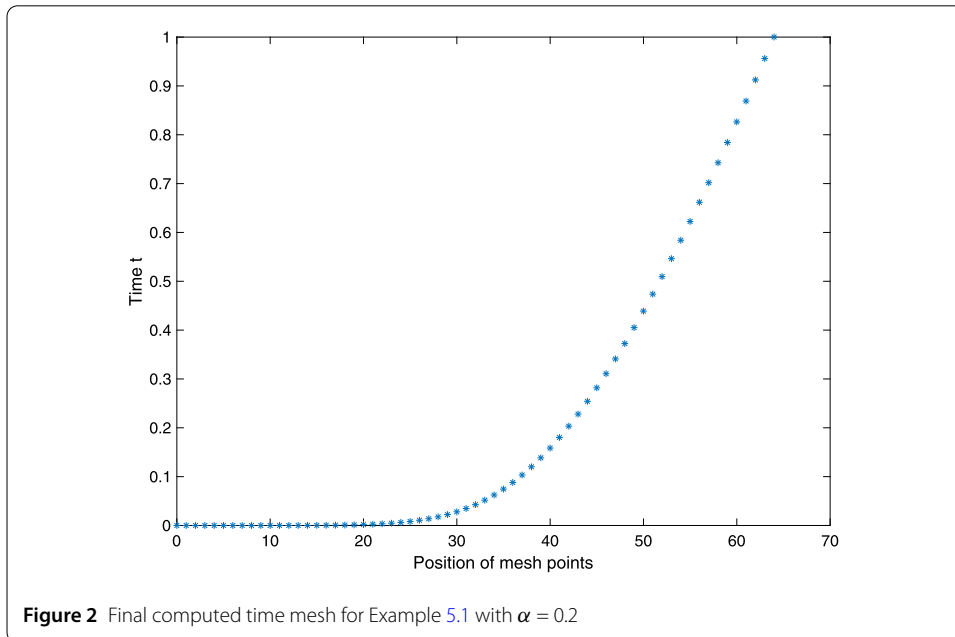 1
0.9
0.8
0.7
0.6
0.5
0.4
0.3
0.2
0.1
0
Time t
0 10 20 30 40 50 60 70
Position of mesh points
Figure 2 Final computed time mesh for Example 5.1 with α = 0.2